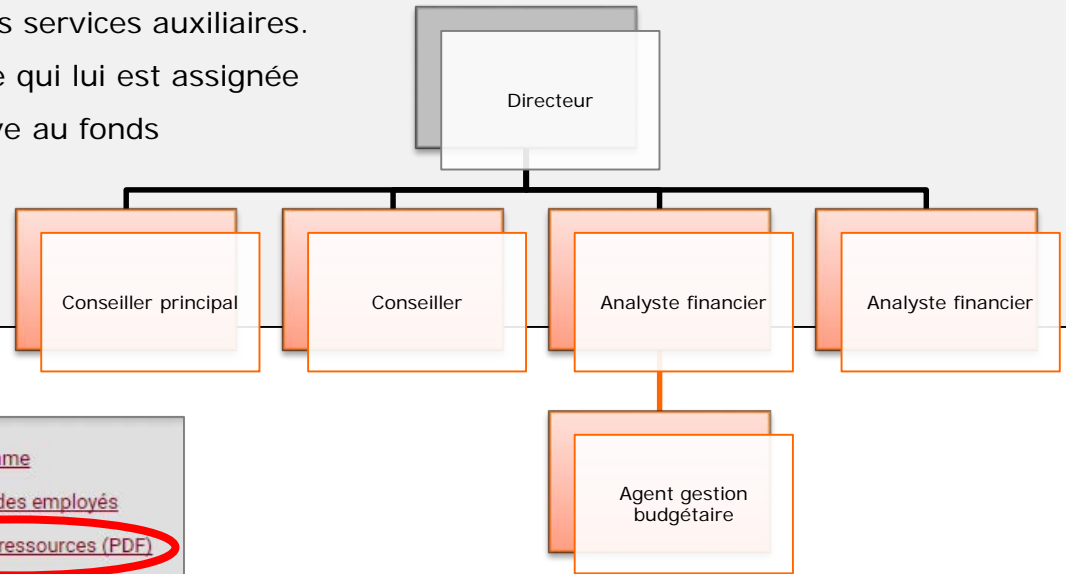 s services auxiliaires.
e qui lui est assignée
ve au fonds
Directeur
Conseiller principal
Conseiller
Analyste financier
Analyste financier
Agent gestion
budgétaire
me
des employés
ressources (PDF)